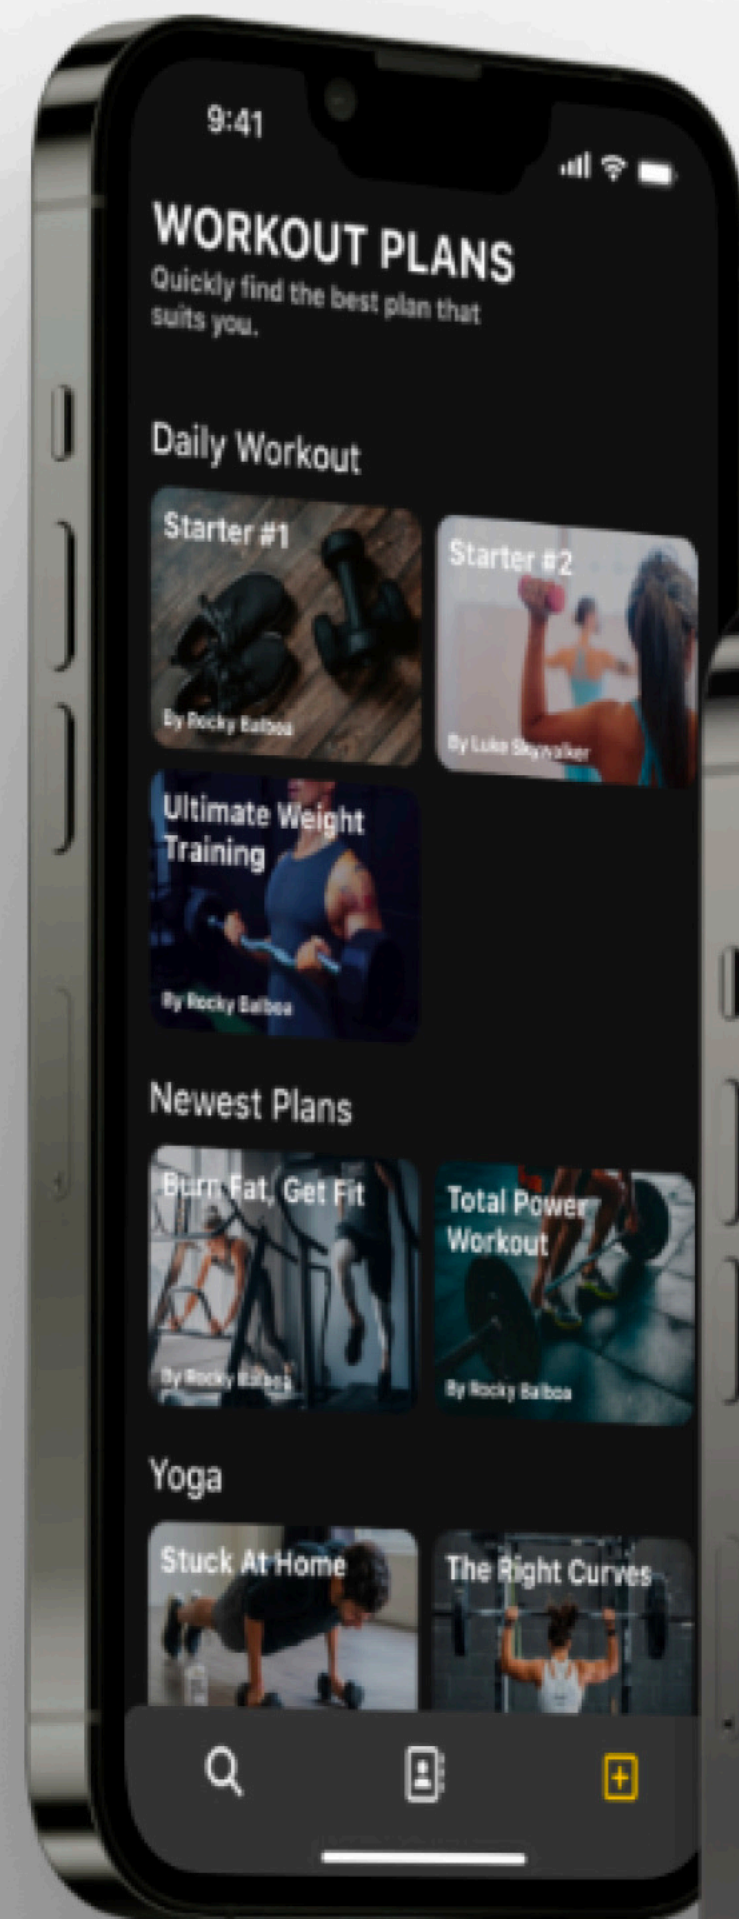 9:41
WORKOUT PLANS
Quickly find the best plan that
suits you.
Daily Workout
Starter #1
Starter #2
By Rocky Balboa
By Luke Skywalker
Ultimate Weight
Training
By Rocky Balboa
Newest Plans
Burn Fat, Get Fit
Total Power
Workout
By Rocky Balboa
By Rocky Balboa
Yoga
Stuck At Home
The Right Curves